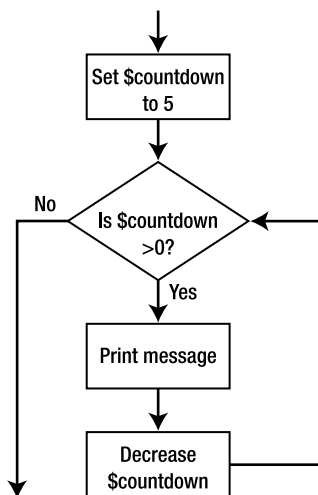 Set $countdown
to 5
No
Is $countdown
>0?
Yes
Print message
Decrease
$countdown